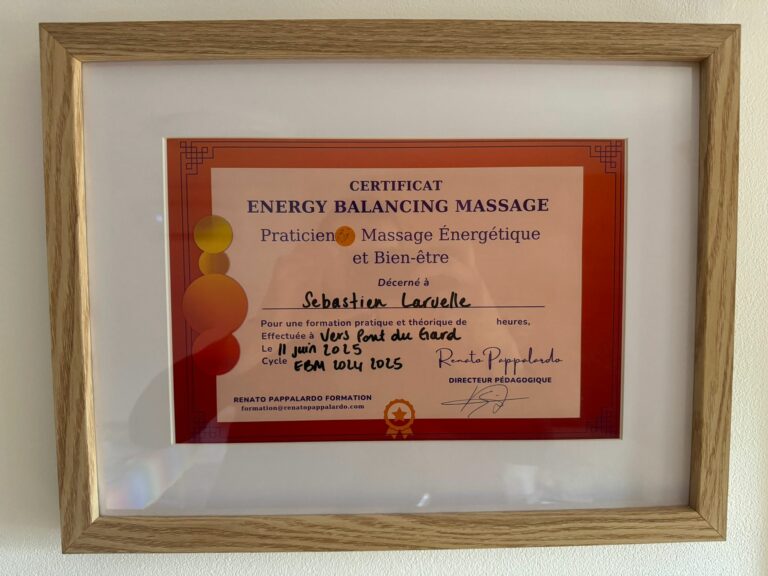 CERTIFICAT
ENERGY BALANCING MASSAGE
Praticien Massage Énergétique
et Bien-être
Décerné à
Sebastien Laruelle
Pour une formation pratique et théorique de heures,
Effectuée à Vers Pont du Gard
Le 11 juin 2025
Cycle EBM 2024 2025
Renato Pappalardo
DIRECTEUR PÉDAGOGIQUE
RENATO PAPPALARDO FORMATION
formation@renatopappalardo.com